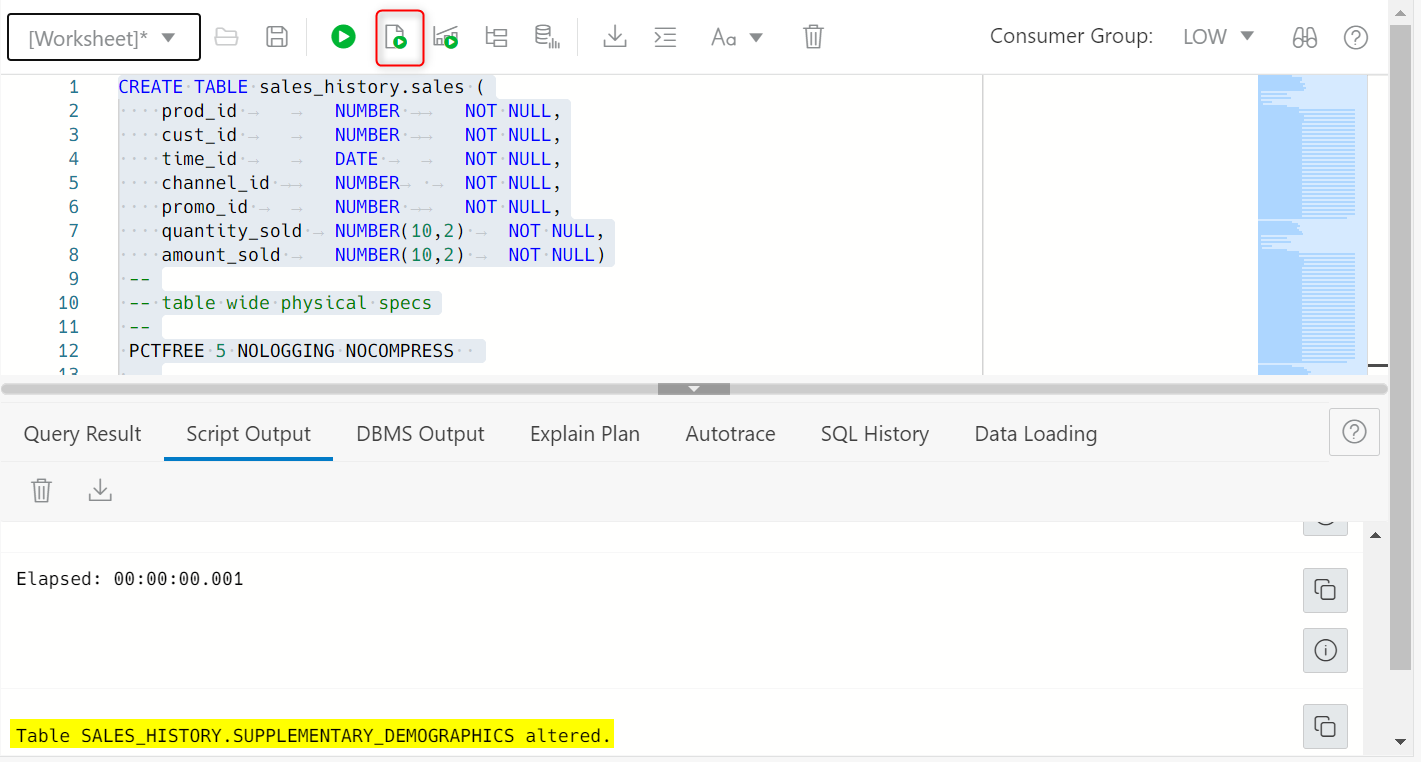 [Worksheet]*
Aa
Consumer Group: LOW
1 CREATE TABLE sales_history.sales (
2 prod_id NUMBER NOT NULL,
3 cust_id NUMBER NOT NULL,
4 time_id DATE NOT NULL,
5 channel_id NUMBER NOT NULL,
6 promo_id NUMBER NOT NULL,
7 quantity_sold NUMBER(10,2) NOT NULL,
8 amount_sold NUMBER(10,2) NOT NULL)
9 --
10 -- table wide physical specs
11 --
12 PCTFREE 5 NOLOGGING NOCOMPRESS
13
Query Result Script Output DBMS Output Explain Plan Autotrace SQL History Data Loading
Elapsed: 00:00:00.001
Table SALES_HISTORY.SUPPLEMENTARY_DEMOGRAPHICS altered.